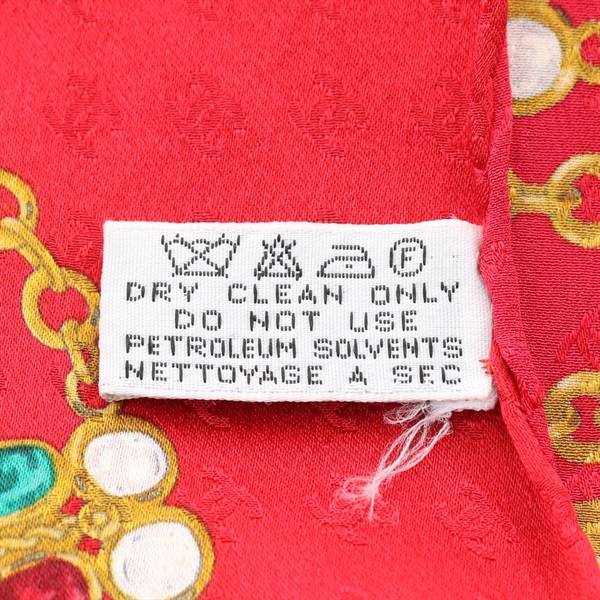 F
DRY CLEAN ONLY
DO NOT USE
PETROLEUM SOLVENTS
NETTOYAGE A SEC